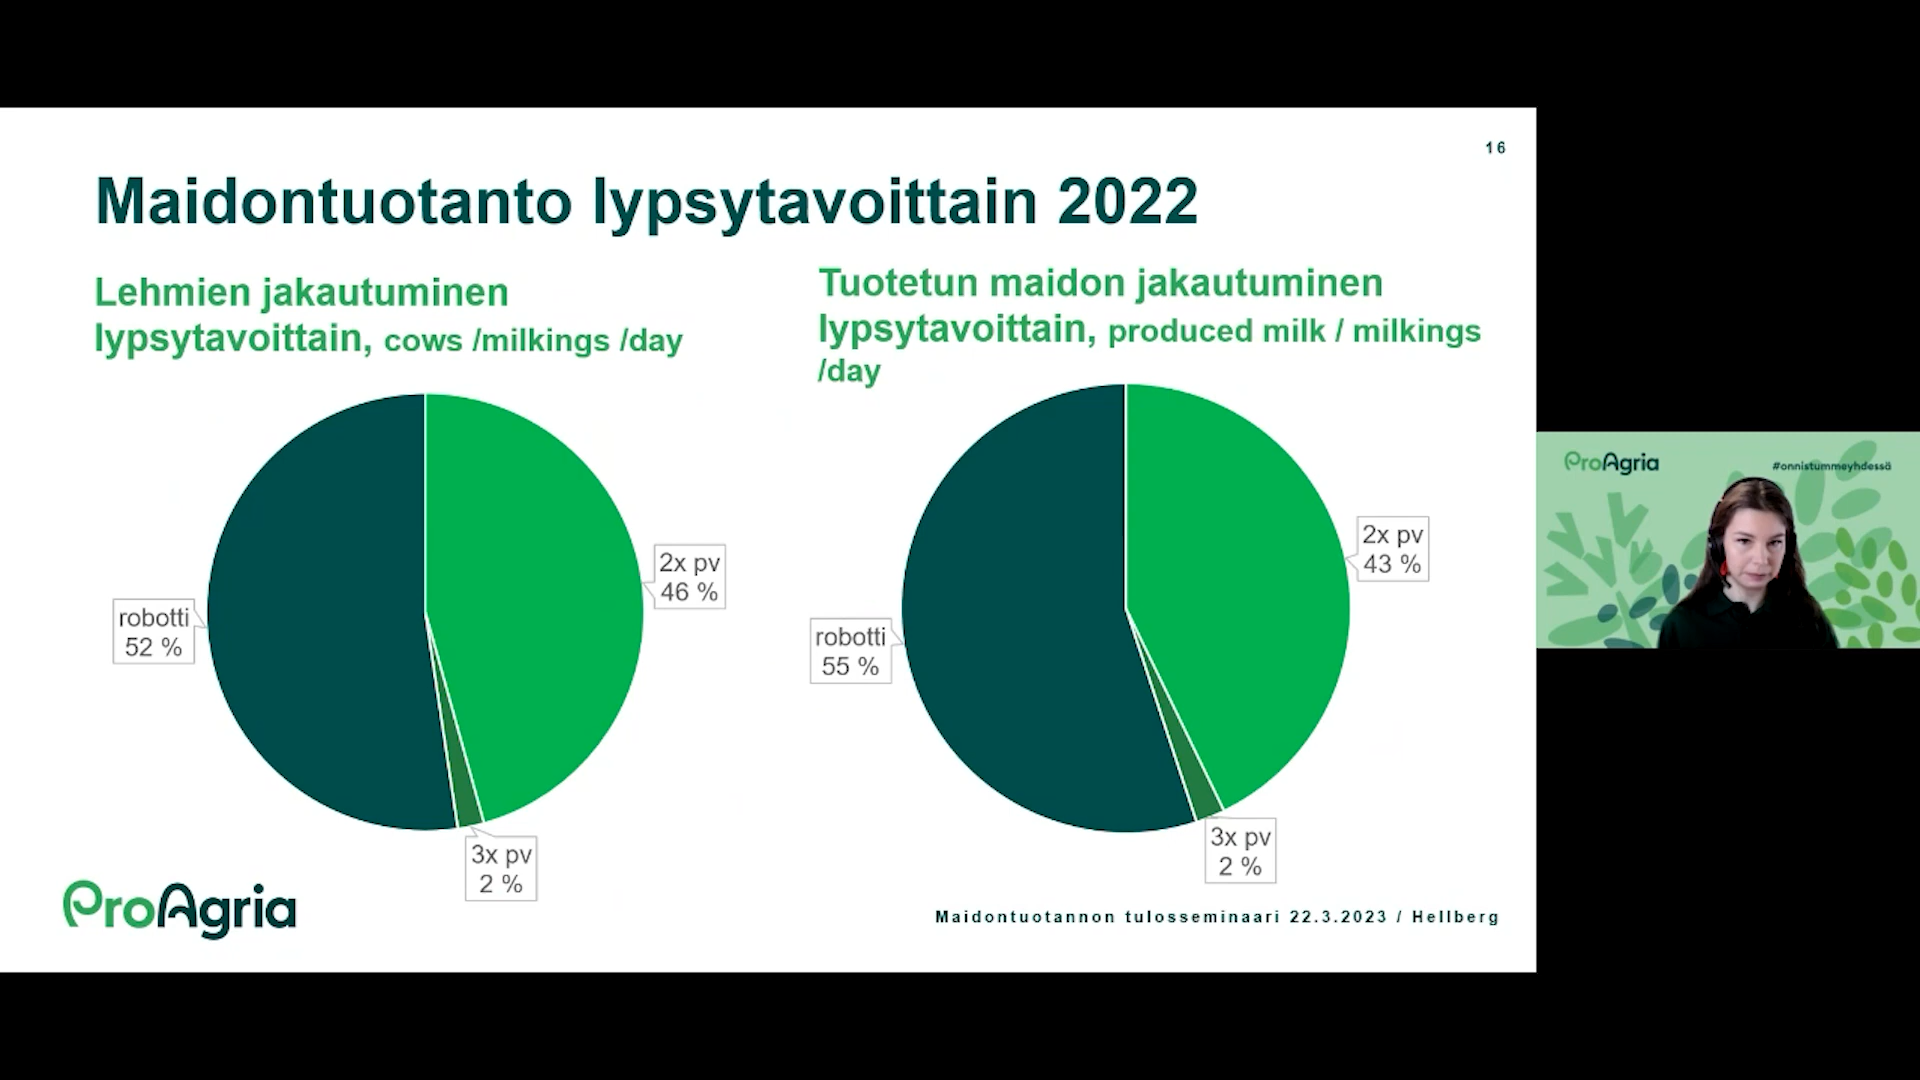 16
Maidontuotanto lypsytavoittain 2022
Lehmien jakautuminen
lypsytavoittain, cows /milkings /day
Tuotetun maidon jakautuminen
lypsytavoittain, produced milk / milkings
/day
2x pv
46 %
robotti
52 %
3x pv
2 %
2x pv
43 %
robotti
55 %
3x pv
2 %
ProAgria
Maidontuotannon tulosseminaari 22.3.2023 / Hellberg
ProAgria
#onnistummeyhdessä